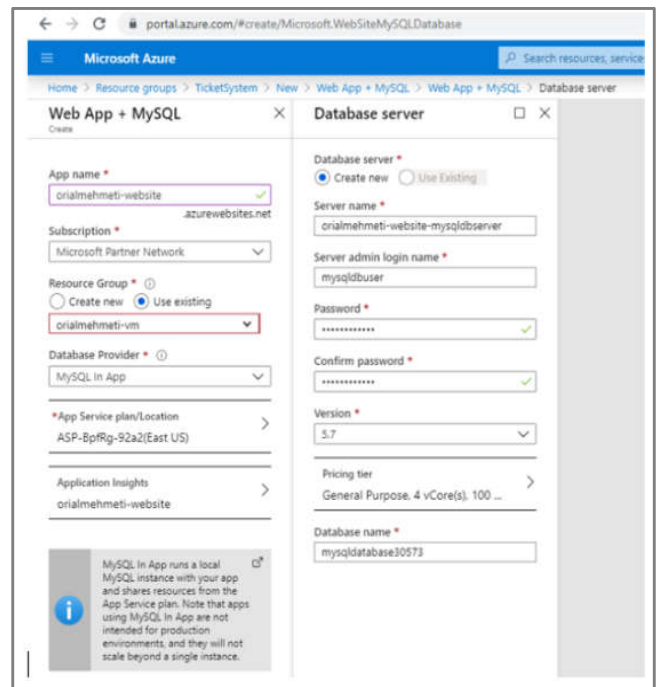 portal.azure.com/#create/Microsoft.WebSiteMySQLDatabase
Microsoft Azure
Search resources, service
Home > Resource groups > TicketSystem > New > Web App + MySQL > Web App + MySQL > Database server
Web App + MySQL
Create
App name *
orialmehmeti-website
.azurewebsites.net
Subscription *
Microsoft Partner Network
Resource Group *
Create new
Use existing
orialmehmeti-vm
Database Provider *
MySQL In App
*App Service plan/Location
ASP-BpfRg-92a2(East US)
Application Insights
orialmehmeti-website
MySQL In App runs a local
MySQL instance with your app
and shares resources from the
App Service plan. Note that apps
using MySQL In App are not
intended for production
environments, and they will not
scale beyond a single instance.
Database server
Database server *
Create new
Use Existing
Server name *
orialmehmeti-website-mysqldbserver
Server admin login name *
mysqldbuser
Password *
••••••••••••
Confirm password *
••••••••••••
Version *
5.7
Pricing tier
General Purpose, 4 vCore(s), 100 ...
Database name *
mysqldatabase30573